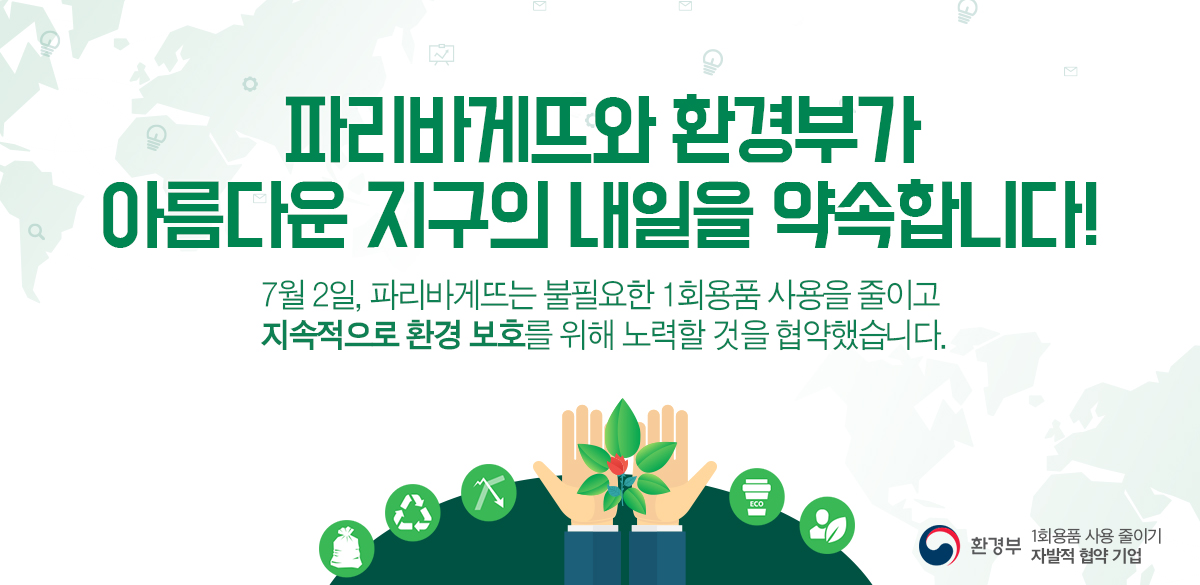 파리바게뜨와 환경부가
아름다운 지구의 내일을 약속합니다!
7월 2일, 파리바게뜨는 불필요한 1회용품 사용을 줄이고
지속적으로 환경 보호를 위해 노력할 것을 협약했습니다.
ECO
환경부
1회용품 사용 줄이기
자발적 협약 기업